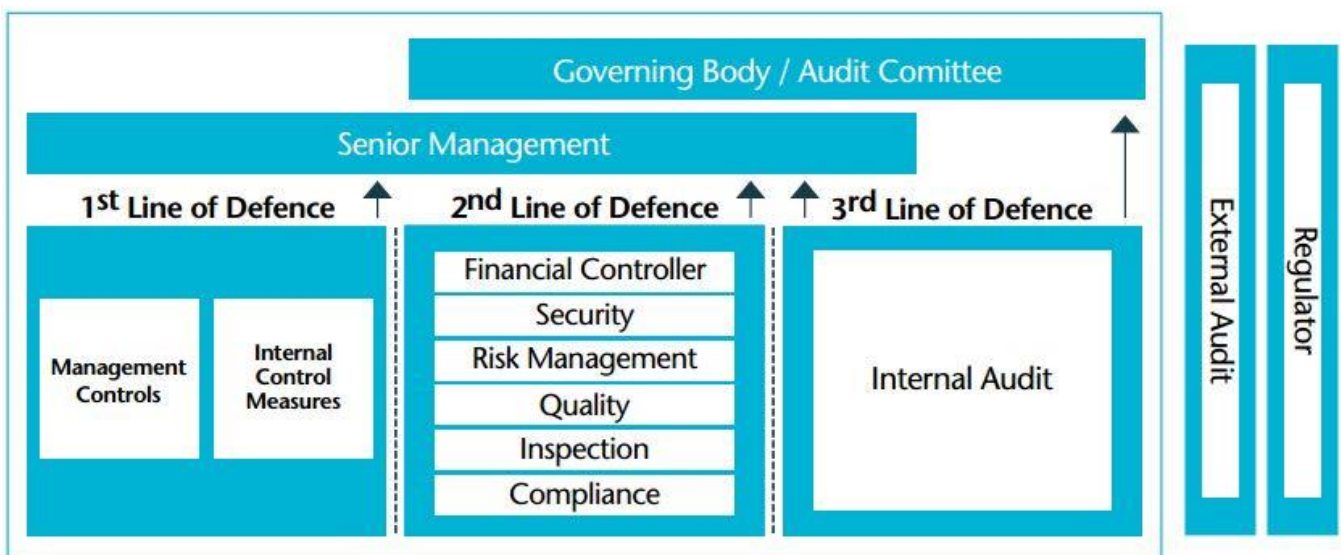 Governing Body / Audit Comittee
Senior Management
1st Line of Defence
2nd Line of Defence
3rd Line of Defence
Management
Controls
Internal
Control
Measures
Financial Controller
Security
Risk Management
Quality
Inspection
Compliance
Internal Audit
External Audit
Regulator